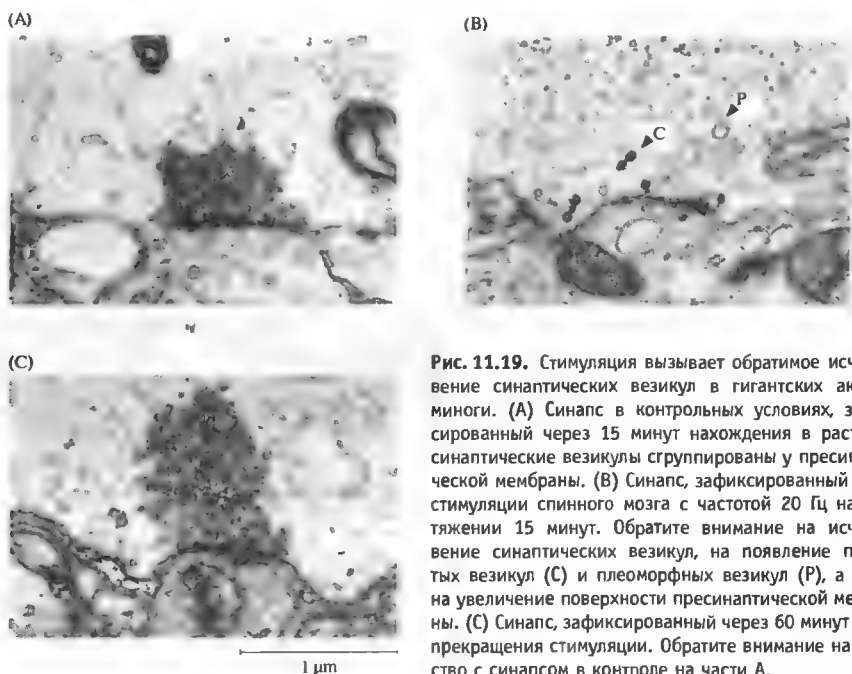 (A)
(B)
P
C
(C)
1 μm
Рис. 11.19. Стимуляция вызывает обратимое исч
вение синаптических везикул в гигантских ак
миноги. (А) Синапс в контрольных условиях, з
сированный через 15 минут нахождения в раст
синаптические везикулы сгруппированы у пресин
ческой мембраны. (В) Синапс, зафиксированный
стимуляции спинного мозга с частотой 20 Гц на
тяжении 15 минут. Обратите внимание на исч
вение синаптических везикул, на появление п
тых везикул (С) и плеоморфных везикул (Р), а
на увеличение поверхности пресинаптической ме
ны. (С) Синапс, зафиксированный через 60 минут
прекращения стимуляции. Обратите внимание на
ство с синапсом в контроле на части А.